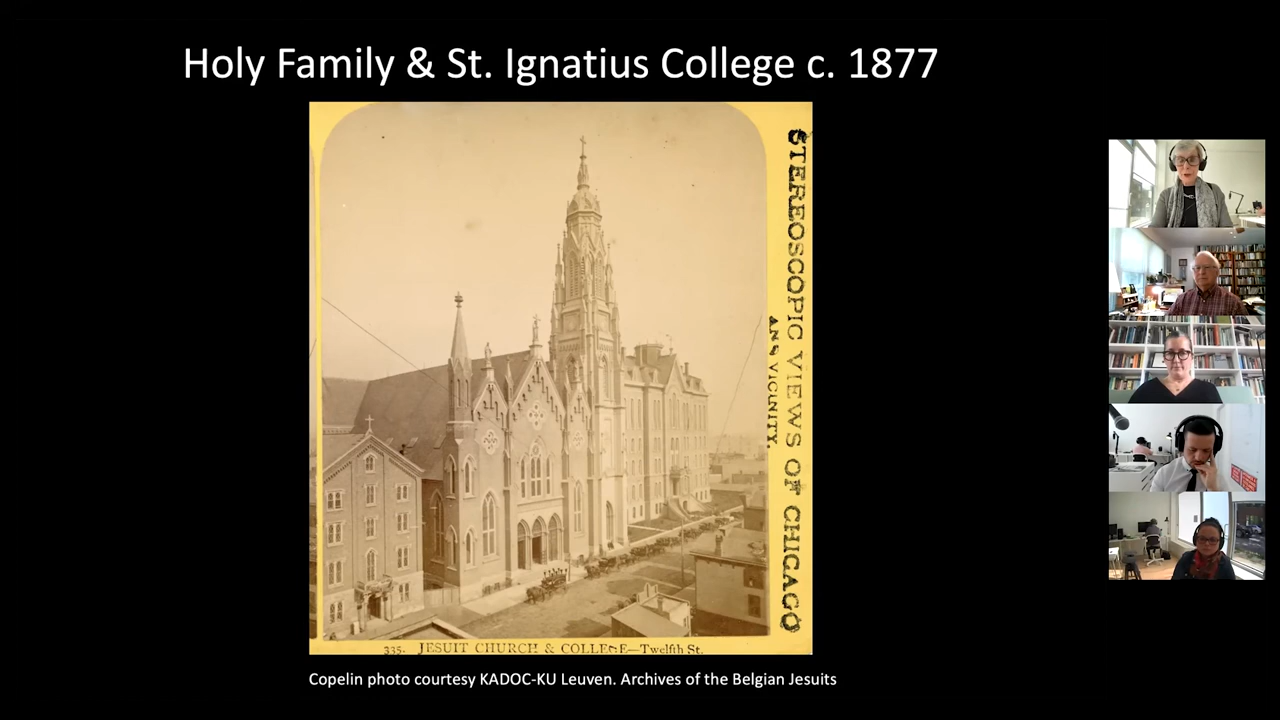 Holy Family & St. Ignatius College c. 1877
STEREOSCOPIC VIEWS OF CHICAGO
AND VICINITY.
335. JESUIT CHURCH & COLLEGE—Twelfth St.
Copelin photo courtesy KADOC-KU Leuven. Archives of the Belgian Jesuits